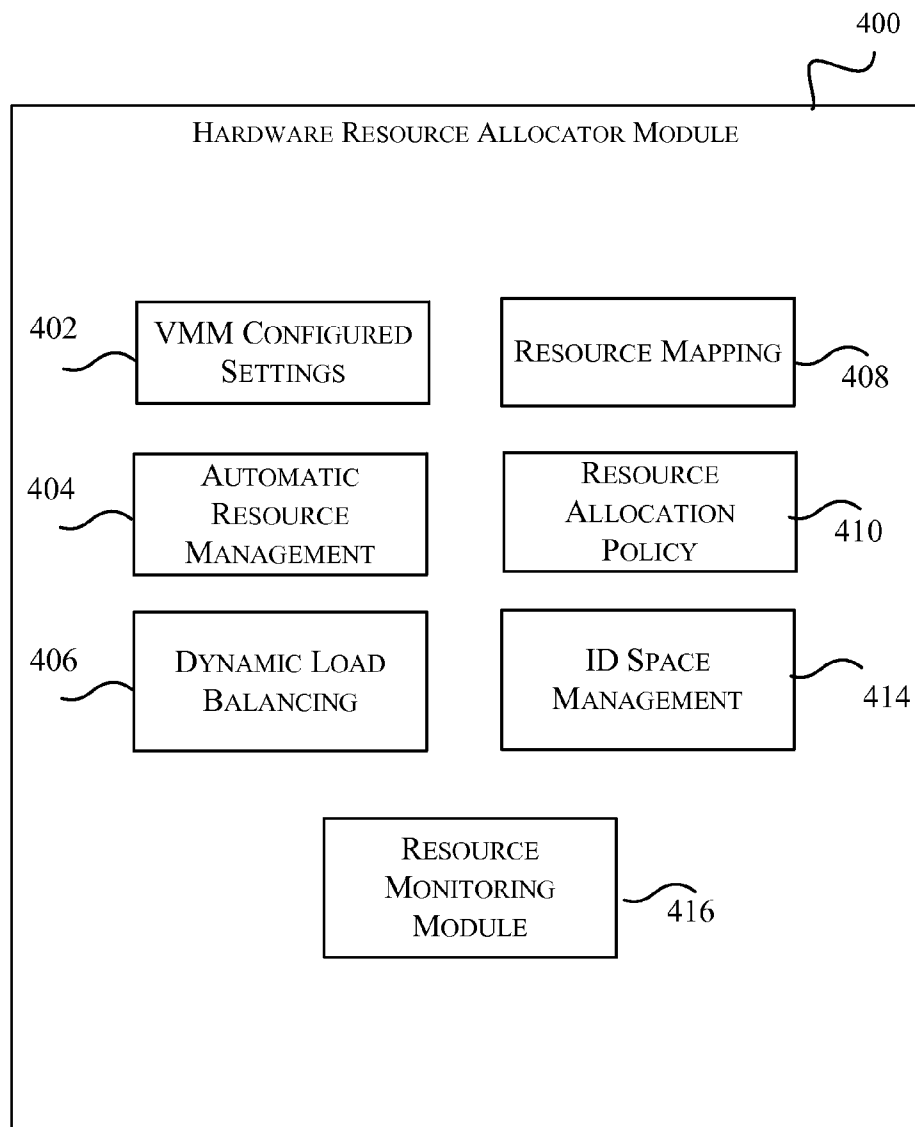 400
HARDWARE RESOURCE ALLOCATOR MODULE
402
VMM CONFIGURED
SETTINGS
RESOURCE MAPPING
408
404
AUTOMATIC
RESOURCE
MANAGEMENT
RESOURCE
ALLOCATION
POLICY
410
406
DYNAMIC LOAD
BALANCING
ID SPACE
MANAGEMENT
414
RESOURCE
MONITORING
MODULE
416